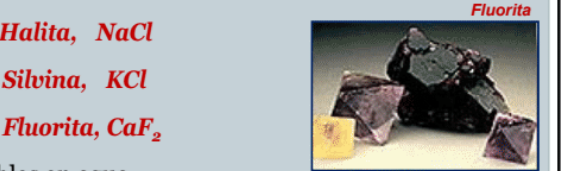 Fluorita
Halita, NaCl
Silvina, KCl
Fluorita, CaF₂